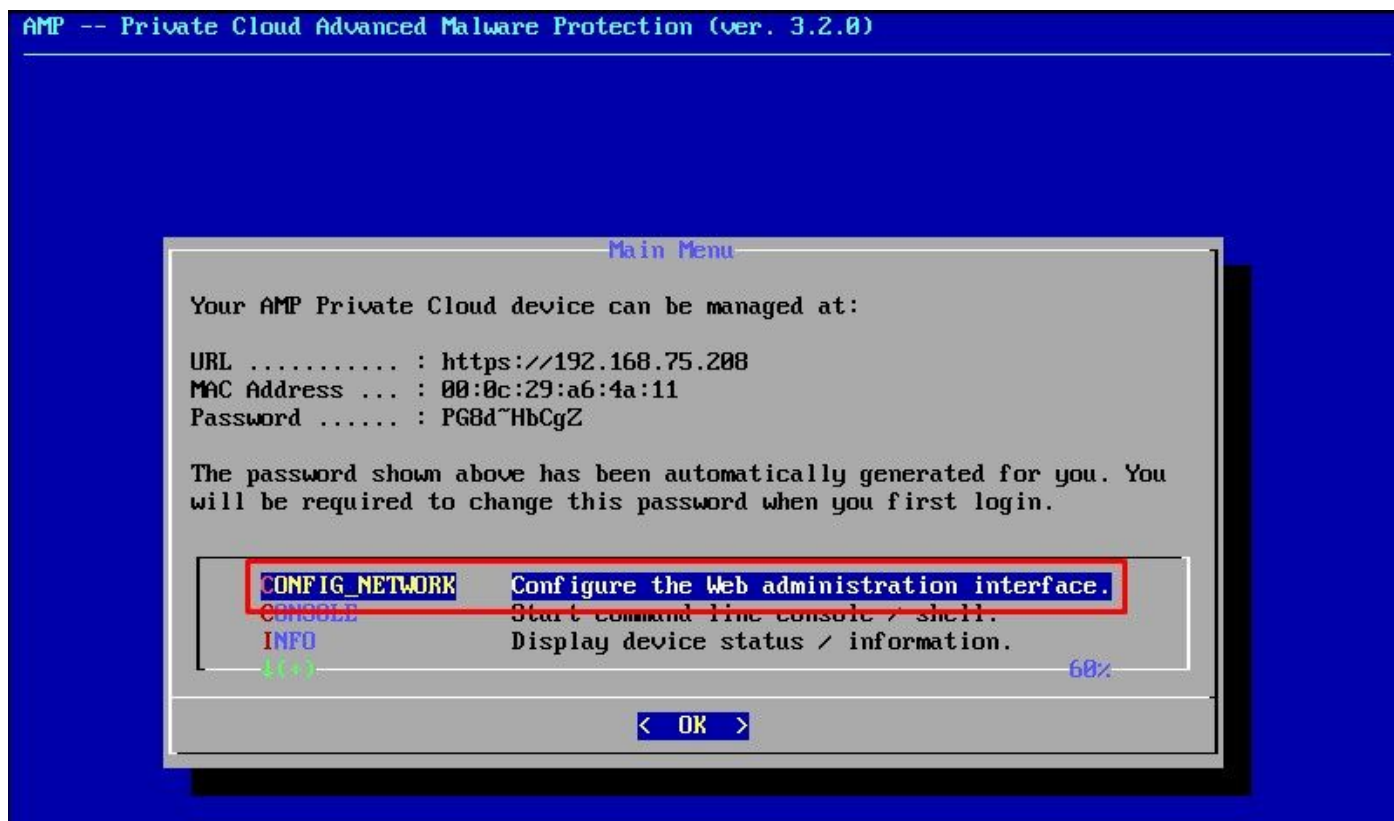 AMP -- Private Cloud Advanced Malware Protection (ver. 3.2.0)
Main Menu
Your AMP Private Cloud device can be managed at:
URL ........... : https://192.168.75.208
MAC Address ... : 00:0c:29:a6:4a:11
Password ...... : PG8d~HbCgZ
The password shown above has been automatically generated for you. You
will be required to change this password when you first login.
CONFIG_NETWORK Configure the Web administration interface.
CONSOLE Start command line console / shell.
INFO Display device status / information.
↓(+) 60%
< OK >